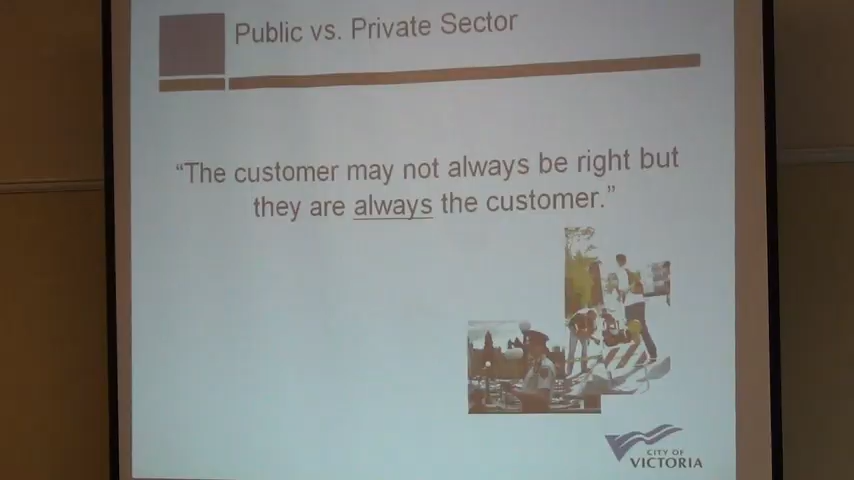 Public vs. Private Sector
“The customer may not always be right but
they are always the customer.”
CITY OF
VICTORIA